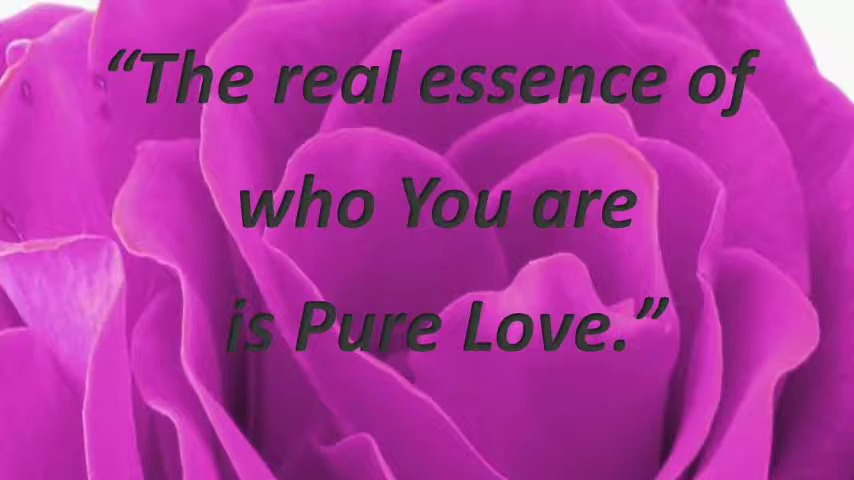 “The real essence of
who You are
is Pure Love.”